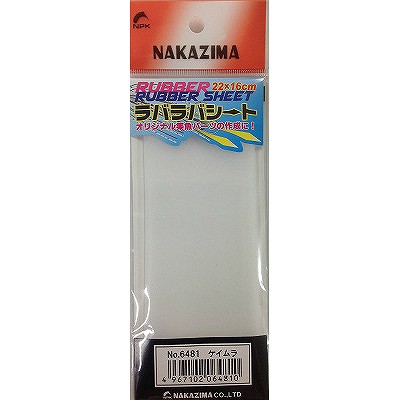 NPK
NAKAZIMA
RUBBER 22×16cm
RUBBER SHEET
ラバラバシート
オリジナル集魚パーツの作成に!
No.6481 ケイムラ
4 967102 064810
NAKAZIMA CO.,LTD